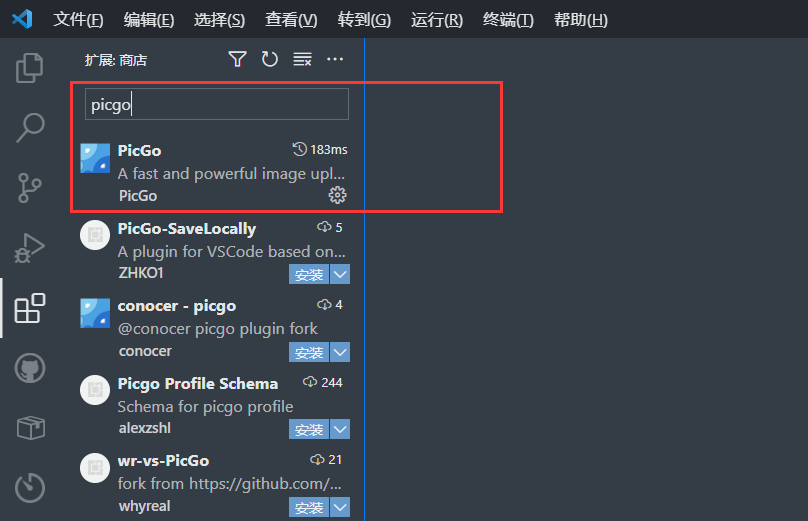 文件(F) 编辑(E) 选择(S) 查看(V) 转到(G) 运行(R) 终端(T) 帮助(H)
扩展: 商店
picgo
PicGo 183ms
A fast and powerful image upl...
PicGo
PicGo-SaveLocally 5
A plugin for VSCode based on...
ZHKO1 安装
conocer - picgo 4
@conocer picgo plugin fork
conocer 安装
Picgo Profile Schema 244
Schema for picgo profile
alexzshl 安装
wr-vs-PicGo 21
fork from https://github.com/...
whyreal 安装